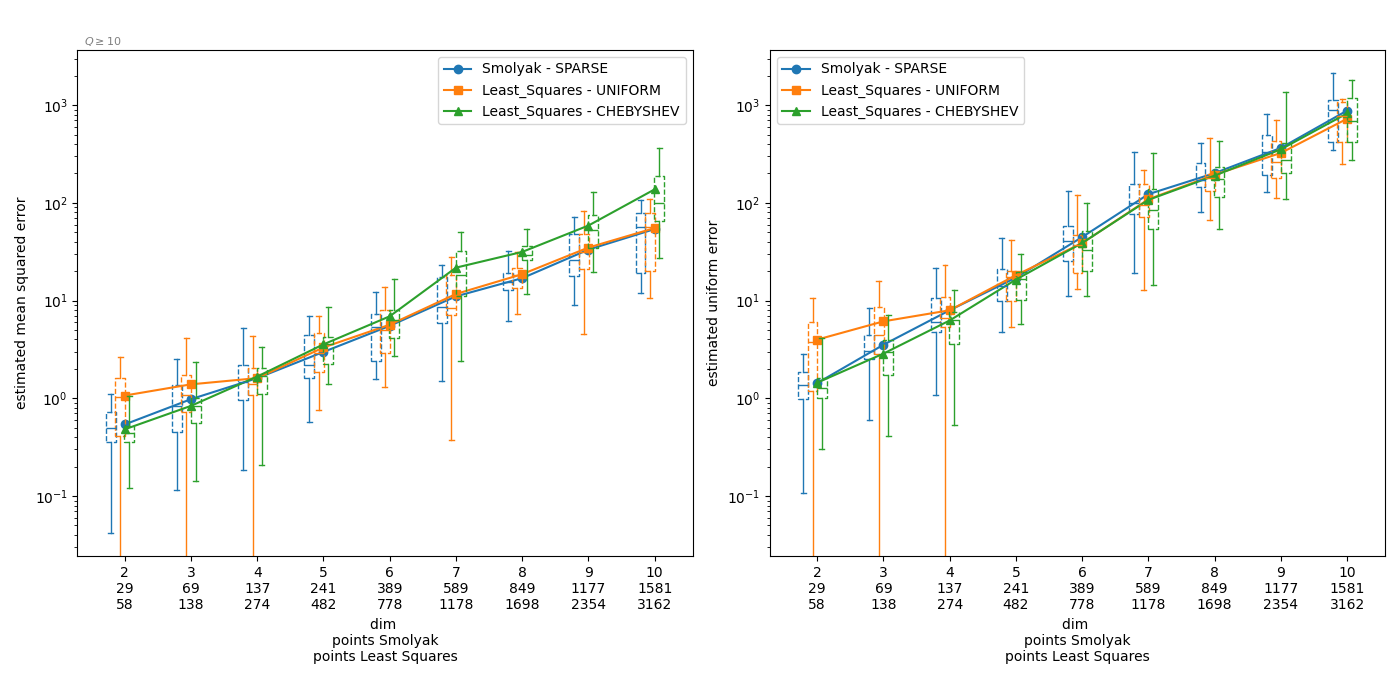 Q ≥ 10
Smolyak - SPARSE
Least_Squares - UNIFORM
Least_Squares - CHEBYSHEV
estimated mean squared error
10³
10²
10¹
10⁰
10⁻¹
2 3 4 5 6 7 8 9 10
29 69 137 241 389 589 849 1177 1581
58 138 274 482 778 1178 1698 2354 3162
dim
points Smolyak
points Least Squares
Smolyak - SPARSE
Least_Squares - UNIFORM
Least_Squares - CHEBYSHEV
estimated uniform error
10³
10²
10¹
10⁰
10⁻¹
2 3 4 5 6 7 8 9 10
29 69 137 241 389 589 849 1177 1581
58 138 274 482 778 1178 1698 2354 3162
dim
points Smolyak
points Least Squares